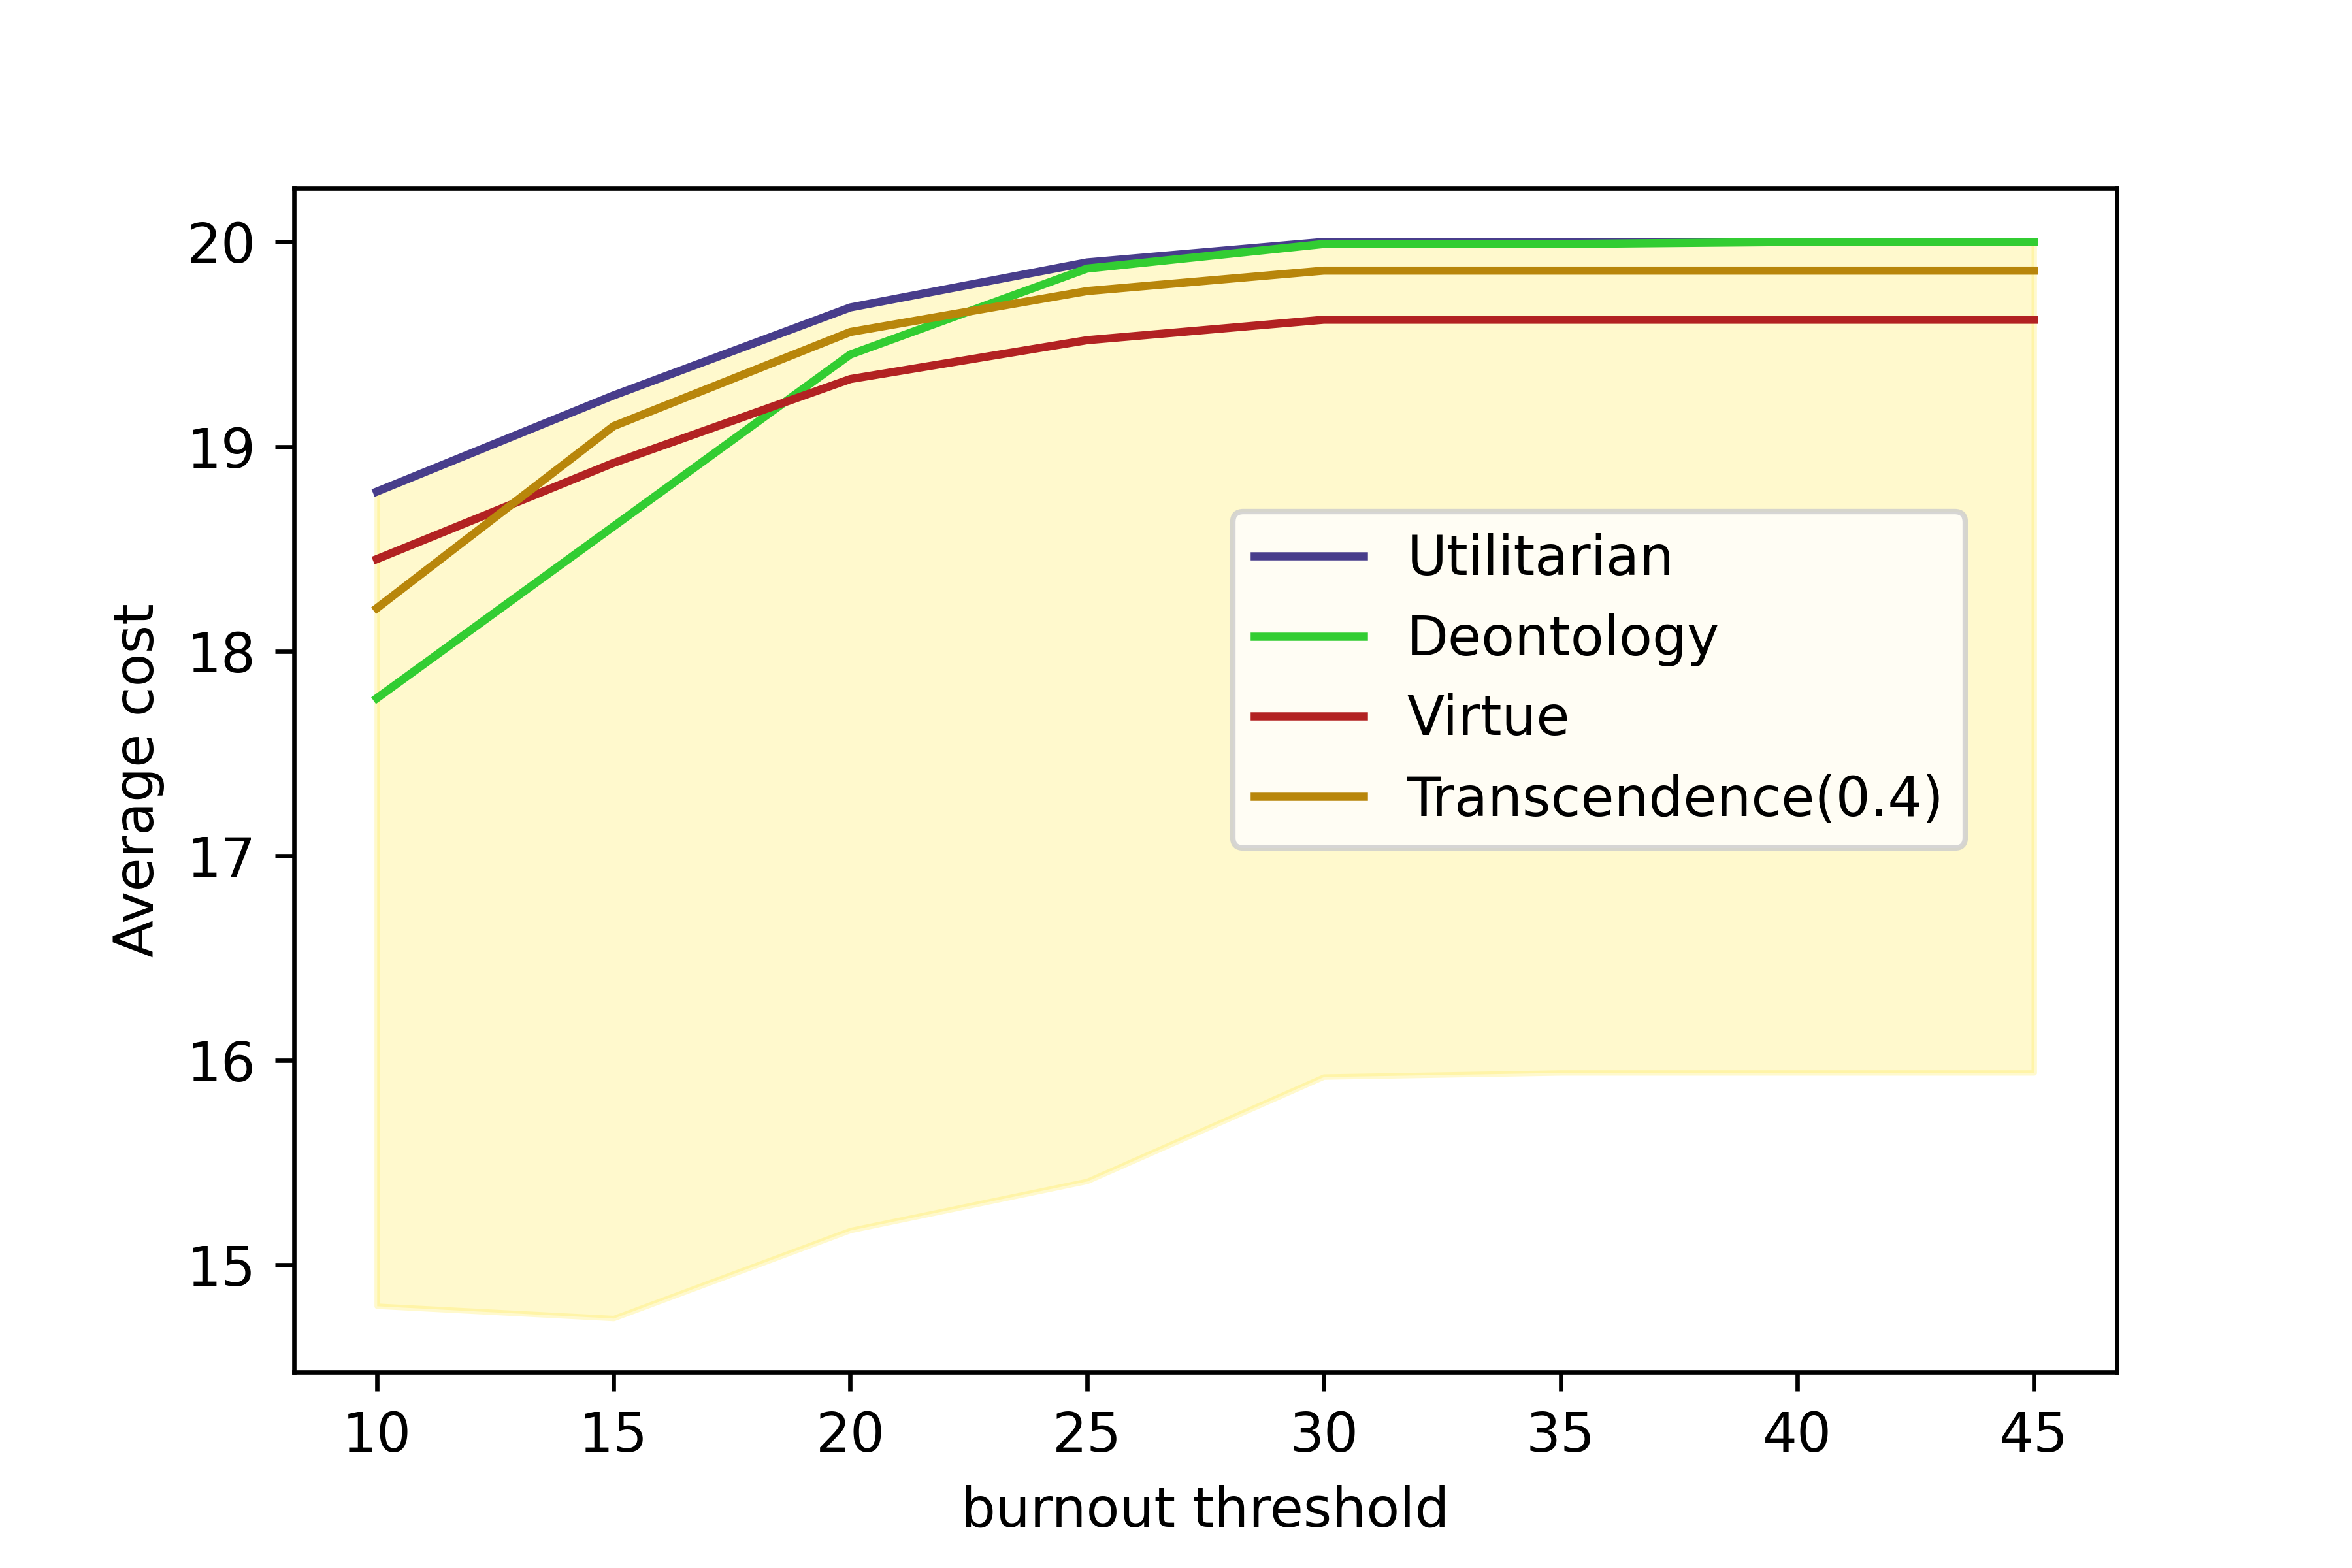 20
19
18
17
16
15
Average cost
Utilitarian
Deontology
Virtue
Transcendence(0.4)
10 15 20 25 30 35 40 45
burnout threshold